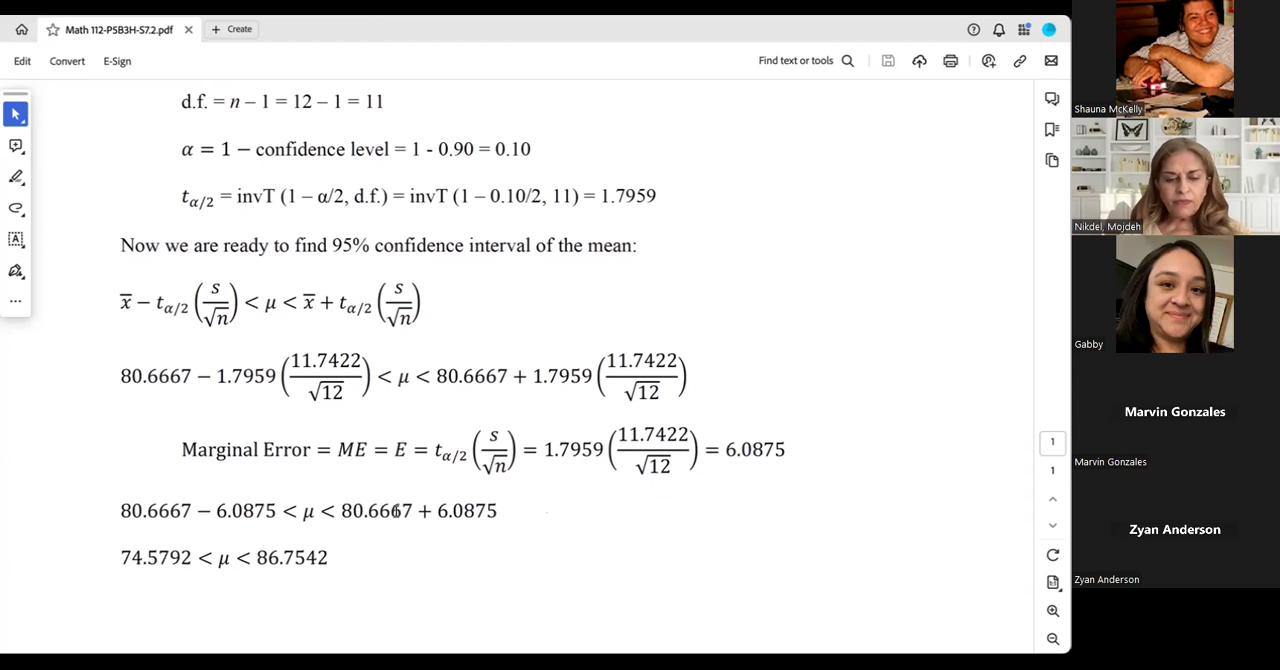 Math 112-P5B3H-S7.2.pdf
Create
Edit Convert E-Sign
Find text or tools
d.f. = n – 1 = 12 – 1 = 11
α = 1 − confidence level = 1 - 0.90 = 0.10
t_{α/2} = invT (1 – α/2, d.f.) = invT (1 – 0.10/2, 11) = 1.7959
Now we are ready to find 95% confidence interval of the mean:
x̅ − t_{α/2} (s/√n) < μ < x̅ + t_{α/2} (s/√n)
80.6667 − 1.7959 (11.7422/√12) < μ < 80.6667 + 1.7959 (11.7422/√12)
Marginal Error = ME = E = t_{α/2} (s/√n) = 1.7959 (11.7422/√12) = 6.0875
80.6667 − 6.0875 < μ < 80.6667 + 6.0875
74.5792 < μ < 86.7542
1
1
Shauna McKelly
Nikdel, Mojdeh
Gabby
Marvin Gonzales
Marvin Gonzales
Zyan Anderson
Zyan Anderson